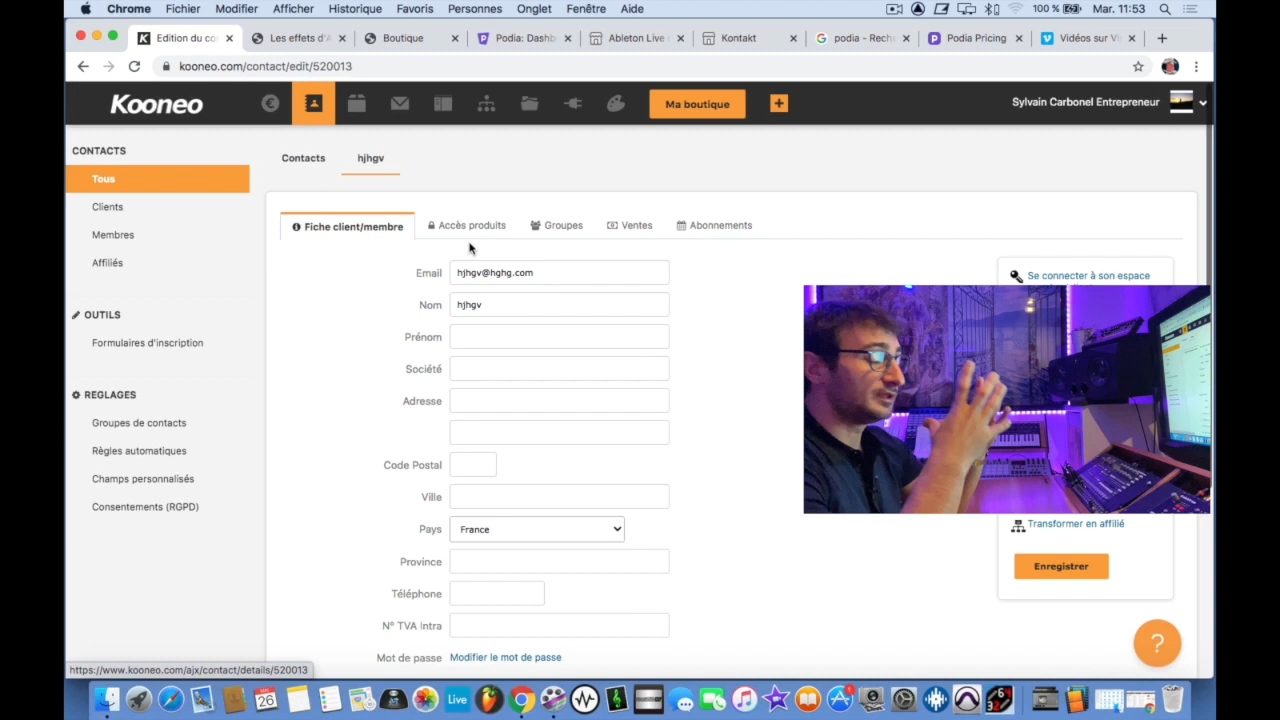 Chrome Fichier Modifier Afficher Historique Favoris Personnes Onglet Fenêtre Aide 100 % Mar. 11:53
Edition du co Les effets d'A Boutique Podia: Dashb Ableton Live Kontakt podia - Reche Podia Pricing Vidéos sur Vi
kooneo.com/contact/edit/520013
Kooneo Ma boutique + Sylvain Carbonel Entrepreneur
CONTACTS
Tous
Clients
Membres
Affiliés
OUTILS
Formulaires d'inscription
REGLAGES
Groupes de contacts
Règles automatiques
Champs personnalisés
Consentements (RGPD)
Contacts hjhgv
Fiche client/membre Accès produits Groupes Ventes Abonnements
Email hjhgv@hghg.com
Nom hjhgv
Prénom
Société
Adresse
Code Postal
Ville
Pays France
Province
Téléphone
N° TVA Intra
Mot de passe Modifier le mot de passe
Se connecter à son espace
Transformer en affilié
Enregistrer
?
https://www.kooneo.com/ajx/contact/details/520013
26 Live